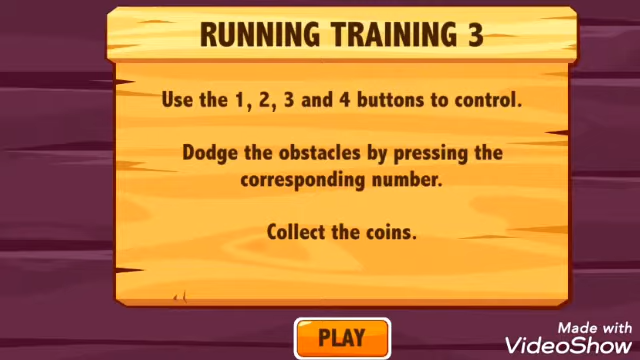 RUNNING TRAINING 3
Use the 1, 2, 3 and 4 buttons to control.
Dodge the obstacles by pressing the
corresponding number.
Collect the coins.
PLAY
Made with
VideoShow